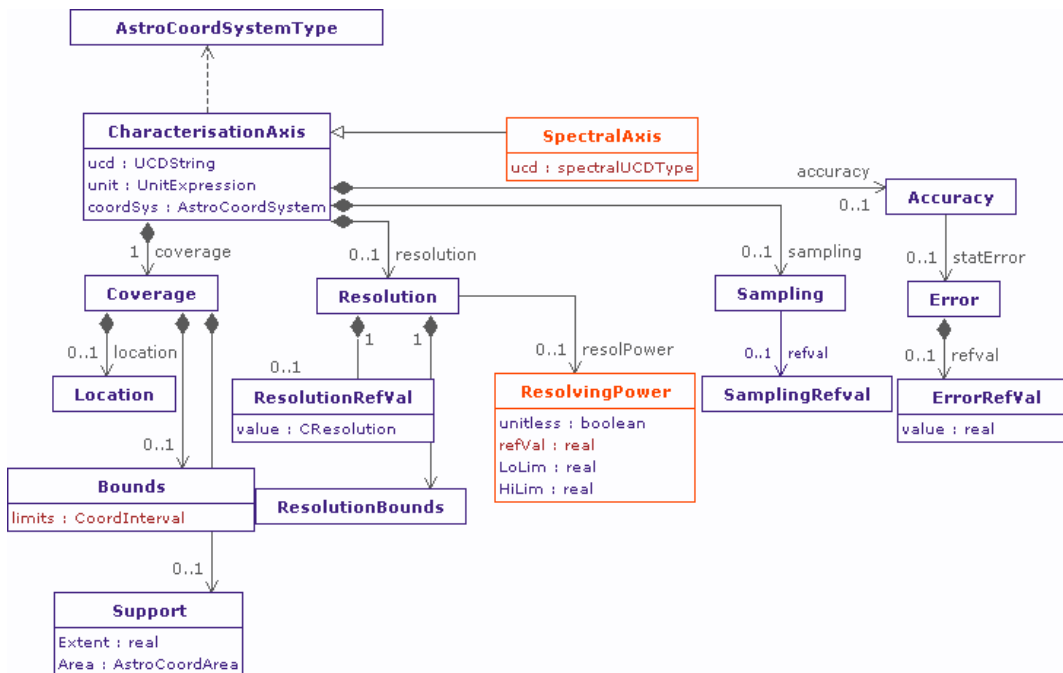 AstroCoordSystemType
CharacterisationAxis
ucd : UCDString
unit : UnitExpression
coordSys : AstroCoordSystem
SpectralAxis
ucd : spectralUCDType
accuracy
0..1
Accuracy
1 coverage
0..1 resolution
0..1 sampling
0..1 statError
Coverage
Resolution
Sampling
Error
0..1 location
1
1
0..1
0..1 resolPower
0..1 refval
0..1 refval
Location
ResolutionRefVal
value : CResolution
ResolvingPower
unitless : boolean
refVal : real
LoLim : real
HiLim : real
SamplingRefval
ErrorRefVal
value : real
0..1
Bounds
limits : CoordInterval
ResolutionBounds
0..1
Support
Extent : real
Area : AstroCoordArea